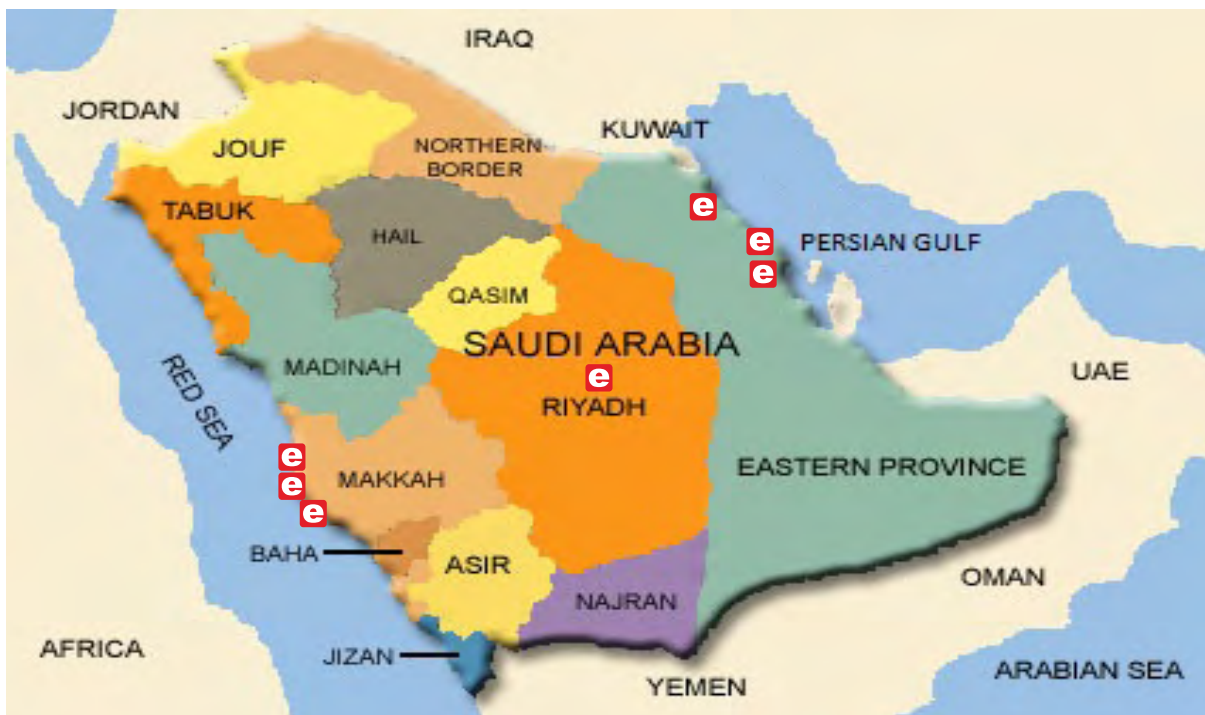 IRAQ
JORDAN
KUWAIT
JOUF
NORTHERN
BORDER
e
TABUK
HAIL
e
PERSIAN GULF
e
QASIM
SAUDI ARABIA
MADINAH
e
UAE
RED SEA
RIYADH
e
EASTERN PROVINCE
MAKKAH
e
e
BAHA
ASIR
OMAN
NAJRAN
AFRICA
JIZAN
ARABIAN SEA
YEMEN